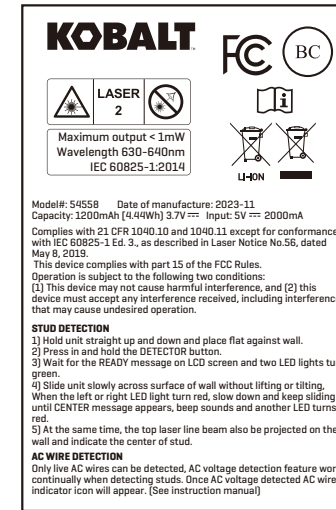 KOBALT
FC
BC
LASER
2
Maximum output < 1mW
Wavelength 630-640nm
IEC 60825-1:2014
LI-ION
Model#: 54558 Date of manufacture: 2023-11
Capacity: 1200mAh (4.44Wh) 3.7V Input: 5V 2000mA
Complies with 21 CFR 1040.10 and 1040.11 except for conformance
with IEC 60825-1 Ed. 3., as described in Laser Notice No.56, dated
May 8, 2019.
This device complies with part 15 of the FCC Rules.
Operation is subject to the following two conditions:
(1) This device may not cause harmful interference, and (2) this
device must accept any interference received, including interference
that may cause undesired operation.
STUD DETECTION
1) Hold unit straight up and down and place flat against wall.
2) Press in and hold the DETECTOR button.
3) Wait for the READY message on LCD screen and two LED lights tu
green.
4) Slide unit slowly across surface of wall without lifting or tilting,
When the left or right LED light turn red, slow down and keep sliding
until CENTER message appears, beep sounds and another LED turns
red.
5) At the same time, the top laser line beam also be projected on the
wall and indicate the center of stud.
AC WIRE DETECTION
Only live AC wires can be detected, AC voltage detection feature wor
continually when detecting studs. Once AC voltage detected AC wire
indicator icon will appear. (See instruction manual)